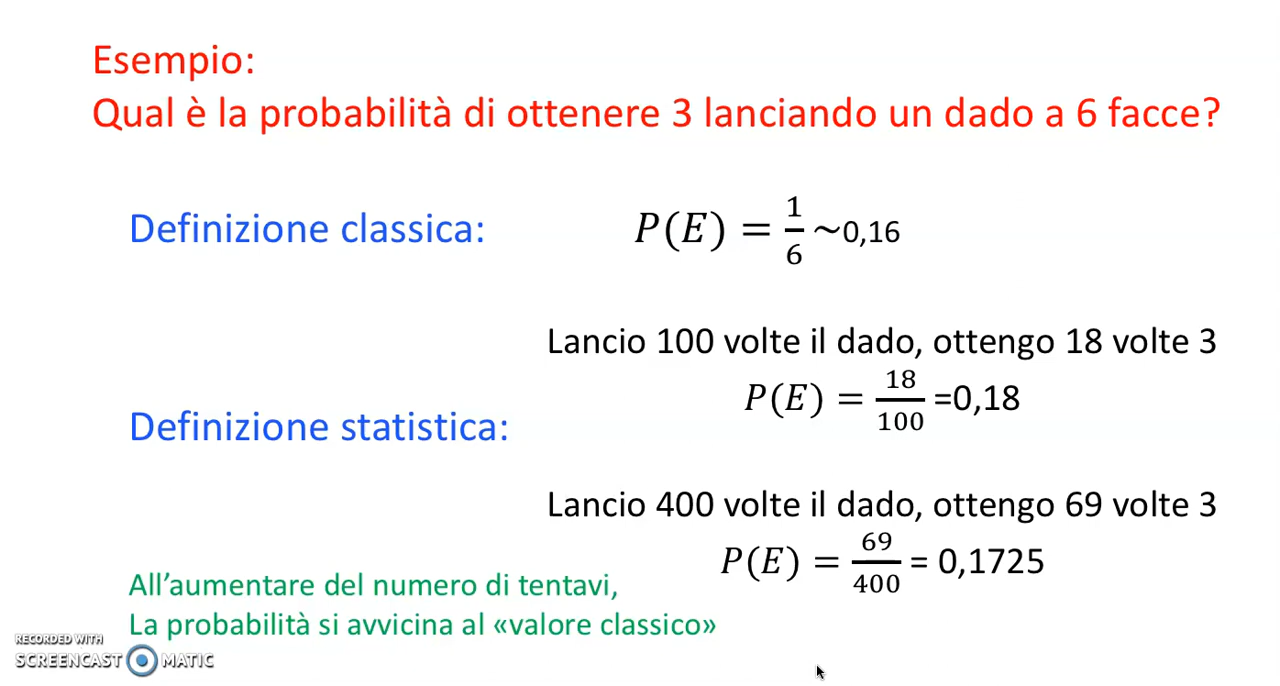 Esempio:
Qual è la probabilità di ottenere 3 lanciando un dado a 6 facce?
Definizione classica: P(E) = 1/6 ~0,16
Lancio 100 volte il dado, ottengo 18 volte 3
P(E) = 18/100 =0,18
Definizione statistica:
Lancio 400 volte il dado, ottengo 69 volte 3
P(E) = 69/400 = 0,1725
All’aumentare del numero di tentavi,
La probabilità si avvicina al «valore classico»
RECORDED WITH
SCREENCAST MATIC